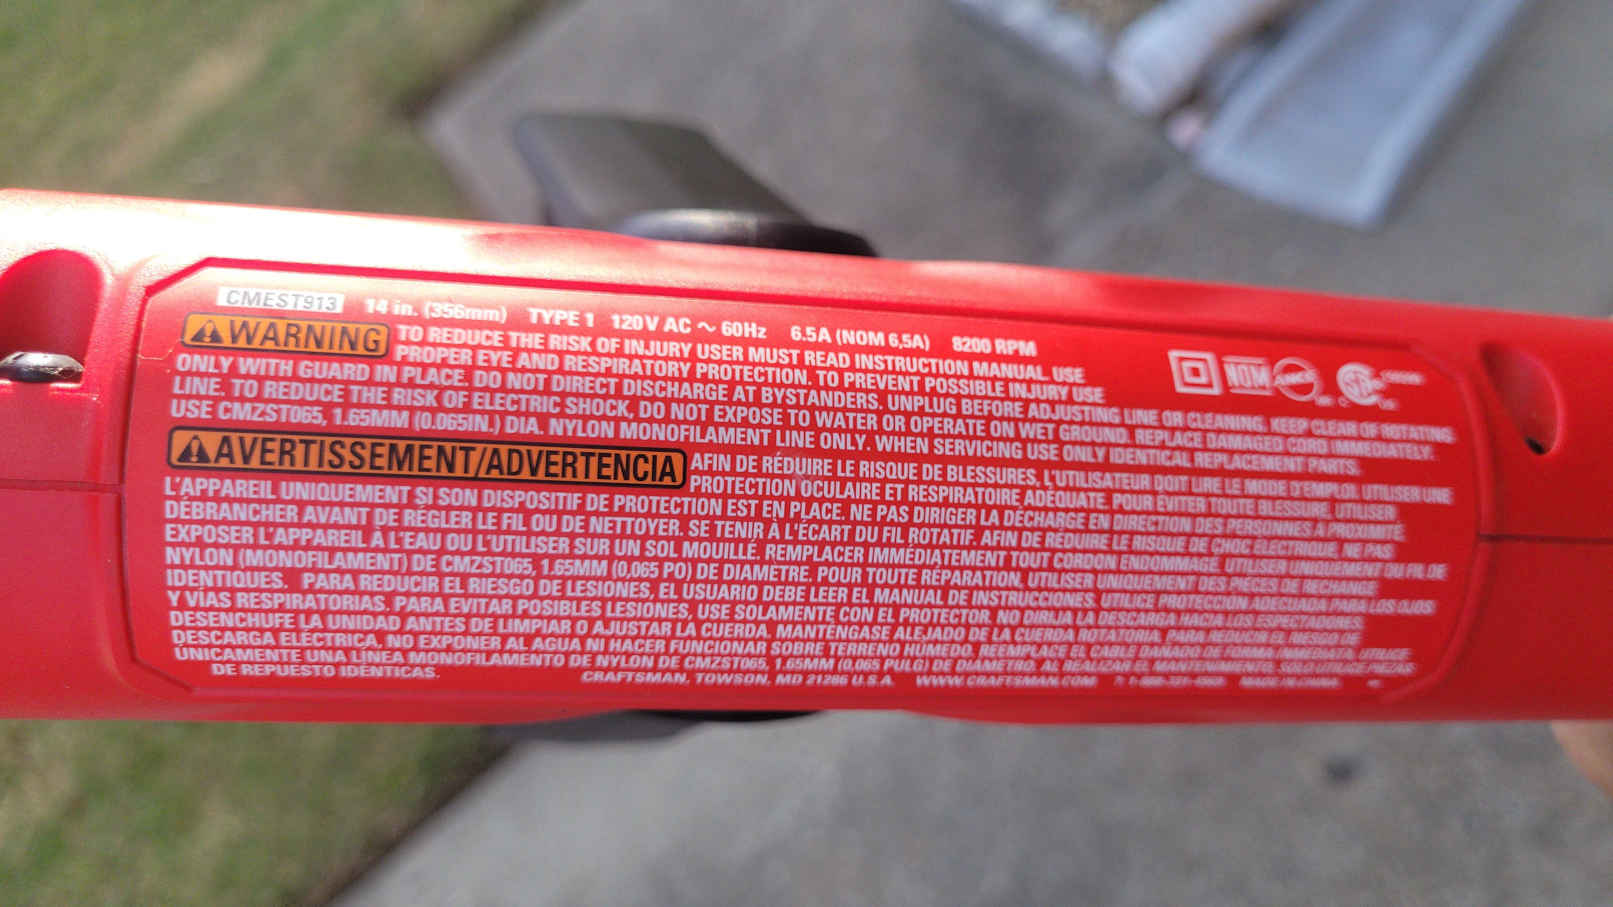 CMEST913 14 in. (356mm) TYPE 1 120V AC ~ 60Hz 6.5A (NOM 6,5A) 8200 RPM
WARNING TO REDUCE THE RISK OF INJURY USER MUST READ INSTRUCTION MANUAL. USE
PROPER EYE AND RESPIRATORY PROTECTION. TO PREVENT POSSIBLE INJURY USE
NOM
ONLY WITH GUARD IN PLACE. DO NOT DIRECT DISCHARGE AT BYSTANDERS. UNPLUG BEFORE ADJUSTING LINE OR CLEANING. KEEP CLEAR OF ROTATING
LINE. TO REDUCE THE RISK OF ELECTRIC SHOCK, DO NOT EXPOSE TO WATER OR OPERATE ON WET GROUND. REPLACE DAMAGED CORD IMMEDIATELY.
USE CMZST065, 1.65MM (0.065IN.) DIA. NYLON MONOFILAMENT LINE ONLY. WHEN SERVICING USE ONLY IDENTICAL REPLACEMENT PARTS.
AVERTISSEMENT/ADVERTENCIA AFIN DE RÉDUIRE LE RISQUE DE BLESSURES, L'UTILISATEUR DOIT LIRE LE MODE D'EMPLOI. UTILISER UNE
PROTECTION OCULAIRE ET RESPIRATOIRE ADÉQUATE. POUR ÉVITER TOUTE BLESSURE, UTILISER
L'APPAREIL UNIQUEMENT SI SON DISPOSITIF DE PROTECTION EST EN PLACE. NE PAS DIRIGER LA DÉCHARGE EN DIRECTION DES PERSONNES À PROXIMITÉ.
DÉBRANCHER AVANT DE RÉGLER LE FIL OU DE NETTOYER. SE TENIR À L'ÉCART DU FIL ROTATIF. AFIN DE RÉDUIRE LE RISQUE DE CHOC ÉLECTRIQUE, NE PAS
EXPOSER L'APPAREIL À L'EAU OU L'UTILISER SUR UN SOL MOUILLÉ. REMPLACER IMMÉDIATEMENT TOUT CORDON ENDOMMAGÉ. UTILISER UNIQUEMENT DU FIL DE
NYLON (MONOFILAMENT) DE CMZST065, 1.65MM (0,065 PO) DE DIAMÈTRE. POUR TOUTE RÉPARATION, UTILISER UNIQUEMENT DES PIÈCES DE RECHANGE
IDENTIQUES. PARA REDUCIR EL RIESGO DE LESIONES, EL USUARIO DEBE LEER EL MANUAL DE INSTRUCCIONES. UTILICE PROTECCIÓN ADECUADA PARA LOS OJOS
Y VÍAS RESPIRATORIAS. PARA EVITAR POSIBLES LESIONES, USE SOLAMENTE CON EL PROTECTOR. NO DIRIJA LA DESCARGA HACIA LOS ESPECTADORES.
DESENCHUFE LA UNIDAD ANTES DE LIMPIAR O AJUSTAR LA CUERDA. MANTÉNGASE ALEJADO DE LA CUERDA ROTATORIA. PARA REDUCIR EL RIESGO DE
DESCARGA ELÉCTRICA, NO EXPONER AL AGUA NI HACER FUNCIONAR SOBRE TERRENO HÚMEDO. REEMPLACE EL CABLE DAÑADO DE FORMA IMMEDIATA. UTILICE
ÚNICAMENTE UNA LÍNEA MONOFILAMENTO DE NYLON DE CMZST065, 1.65MM (0.065 PULG) DE DIÁMETRO. AL REALIZAR EL MANTENIMIENTO, SOLO UTILICE PIEZAS
DE REPUESTO IDÉNTICAS. CRAFTSMAN, TOWSON, MD 21286 U.S.A. WWW.CRAFTSMAN.COM MADE IN CHINA